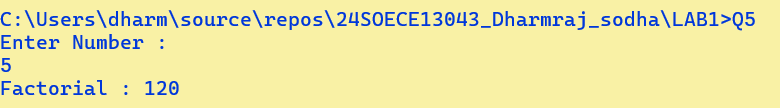 C:\Users\dharm\source\repos\24SOECE13043_Dharmraj_sodha\LAB1>Q5
Enter Number :
5
Factorial : 120